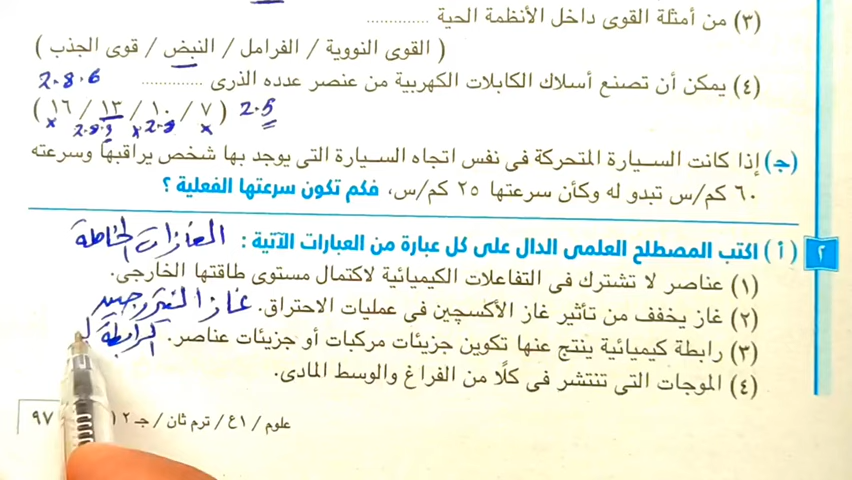 (٣) من أمثلة القوى داخل الأنظمة الحية ............
( القوى النووية / الفرامل / النبض / قوى الجذب )
(٤) يمكن أن تصنع أسلاك الكابلات الكهربية من عنصر عدده الذرى ............ 2.8.6
( ٧ / ١٠ / ١٣ / ١٦ ) 2.5
x 2.8.3 x 2.8 x
(جـ) إذا كانت السـيارة المتحركة فى نفس اتجاه السـيارة التى يوجد بها شخص يراقبها وسرعته
٦٠ كم/س تبدو له وكأن سرعتها ٢٥ كم/س، فكم تكون سرعتها الفعلية ؟
٢ (أ) اكتب المصطلح العلمى الدال على كل عبارة من العبارات الآتية : الغازات الخاملة
(١) عناصر لا تشترك فى التفاعلات الكيميائية لاكتمال مستوى طاقتها الخارجى.
(٢) غاز يخفف من تأثير غاز الأكسچين فى عمليات الاحتراق. غاز النيتروجين
(٣) رابطة كيميائية ينتج عنها تكوين جزيئات مركبات أو جزيئات عناصر. الرابطة
(٤) الموجات التى تنتشر فى كلًا من الفراغ والوسط المادى.
علوم / ١ع / ترم ثان / جـ ٢ ٩٧